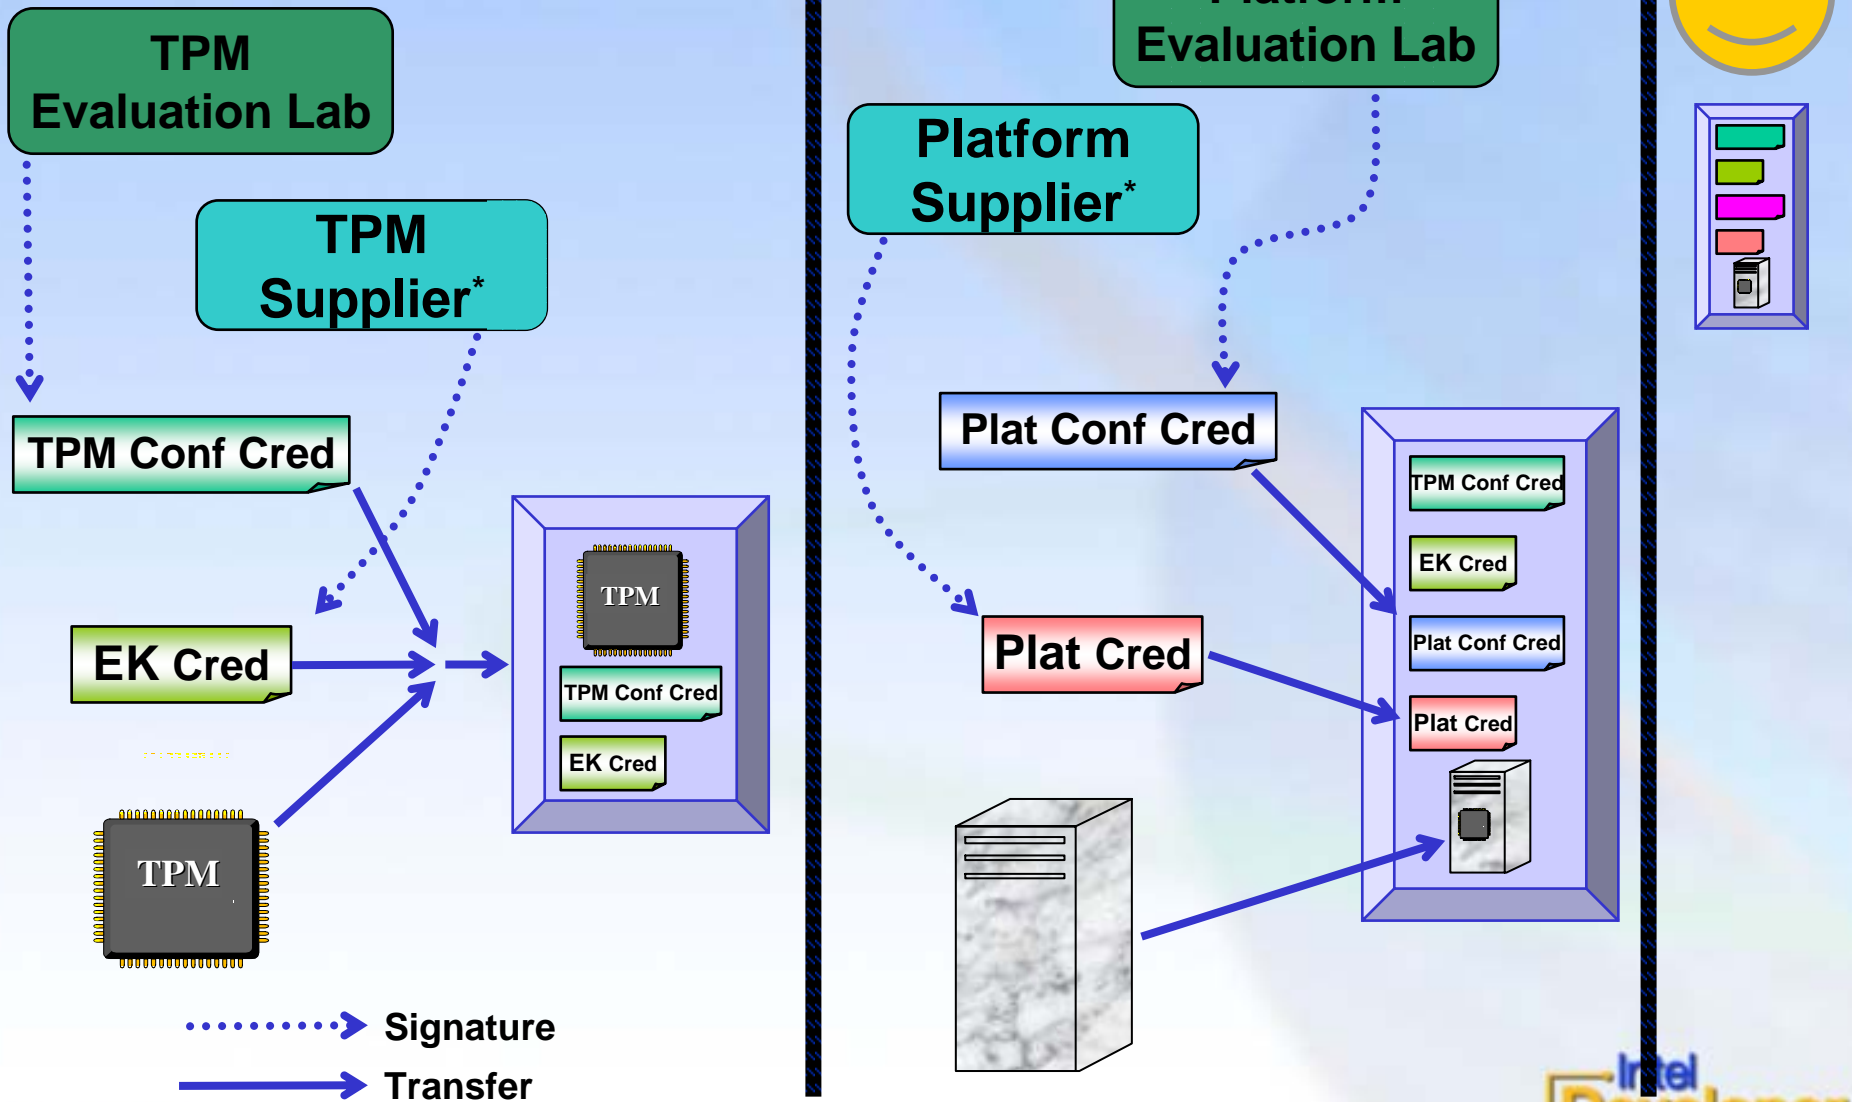 TPM
Evaluation Lab
TPM
Supplier*
TPM Conf Cred
EK Cred
TPM
TPM
TPM Conf Cred
EK Cred
Signature
Transfer
Platform
Evaluation Lab
Platform
Supplier*
Plat Conf Cred
Plat Cred
TPM Conf Cred
EK Cred
Plat Conf Cred
Plat Cred
Intel
Developer